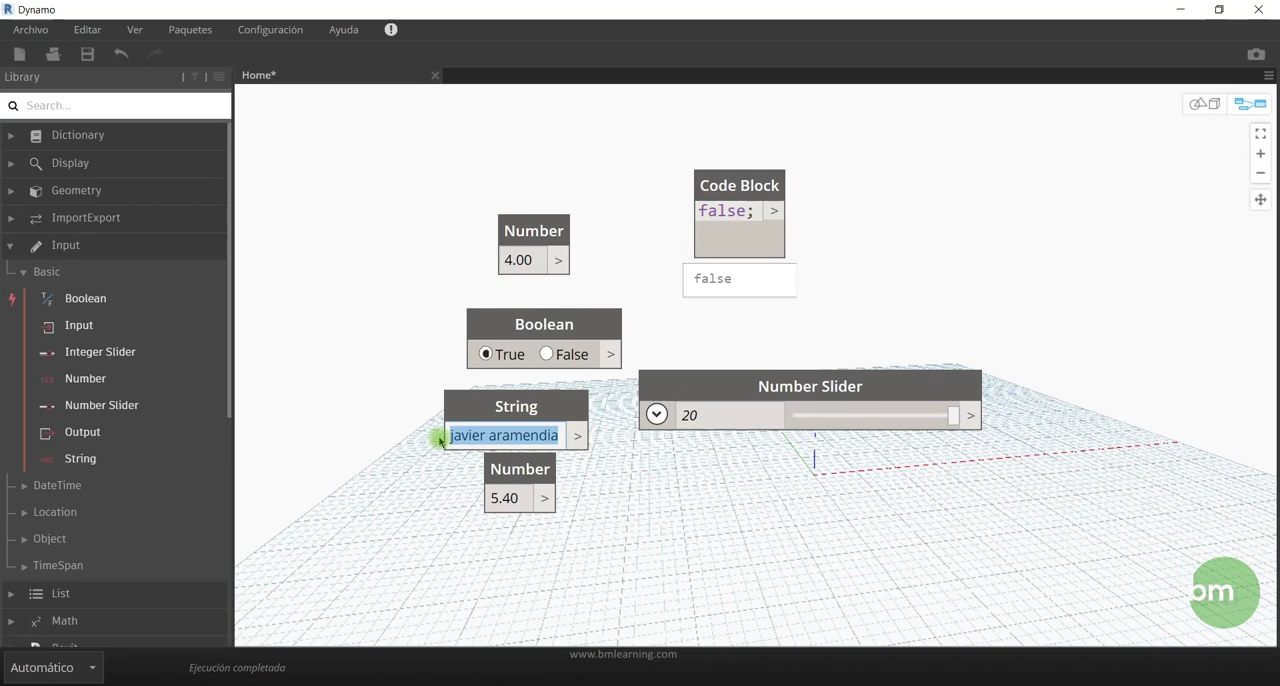 Dynamo
Archivo Editar Ver Paquetes Configuración Ayuda
Library
Home*
Search...
Dictionary
Display
Geometry
ImportExport
Input
Basic
Boolean
Input
Integer Slider
Number
Number Slider
Output
String
DateTime
Location
Object
TimeSpan
List
Math
Code Block
false; >
false
Number
4.00 >
Boolean
True False >
Number Slider
20 >
String
javier aramendia >
Number
5.40 >
bm
www.bmlearning.com
Automático
Ejecución completada